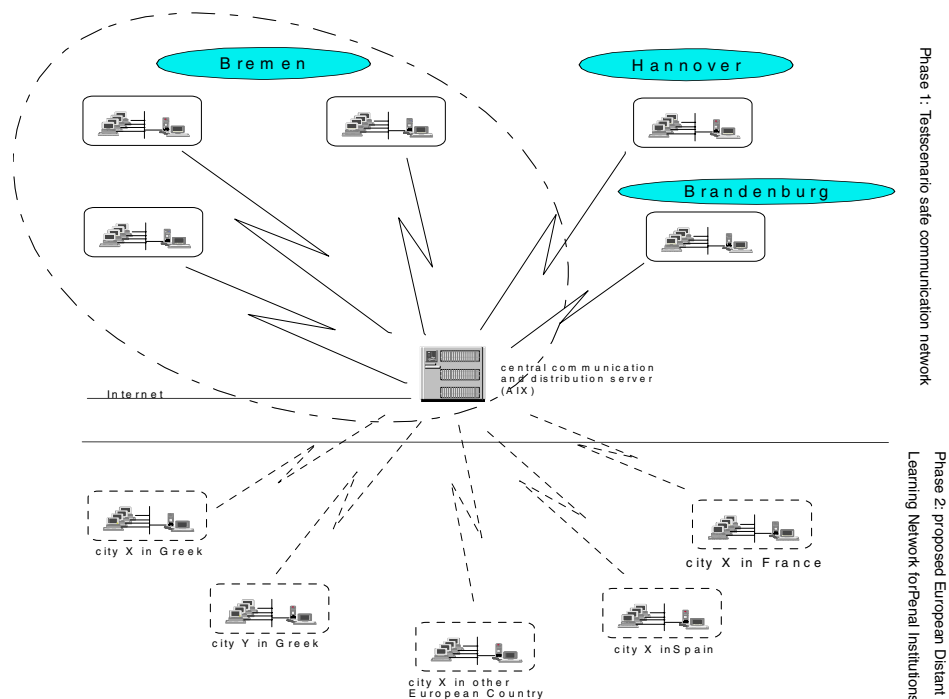 Bremen
Hannover
Brandenburg
Phase 1: Testscenario safe communication network
central communication
and distribution server
(AIX)
Internet
Phase 2: proposed European Distant
Learning Network forPenal Institutions
city X in Greek
city X in France
city Y in Greek
city X inSpain
city X in other
European Country